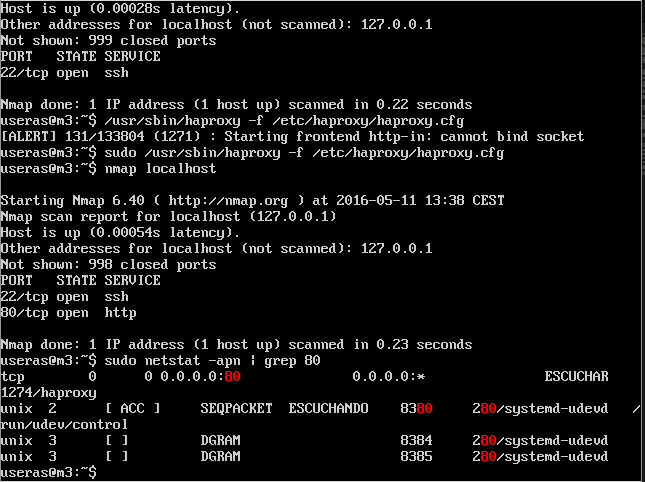 Host is up (0.00028s latency).
Other addresses for localhost (not scanned): 127.0.0.1
Not shown: 999 closed ports
PORT   STATE SERVICE
22/tcp open  ssh

Nmap done: 1 IP address (1 host up) scanned in 0.22 seconds
useras@m3:~$ /usr/sbin/haproxy -f /etc/haproxy/haproxy.cfg
[ALERT] 131/133804 (1271) : Starting frontend http-in: cannot bind socket
useras@m3:~$ sudo /usr/sbin/haproxy -f /etc/haproxy/haproxy.cfg
useras@m3:~$ nmap localhost

Starting Nmap 6.40 ( http://nmap.org ) at 2016-05-11 13:38 CEST
Nmap scan report for localhost (127.0.0.1)
Host is up (0.00054s latency).
Other addresses for localhost (not scanned): 127.0.0.1
Not shown: 998 closed ports
PORT   STATE SERVICE
22/tcp open  ssh
80/tcp open  http

Nmap done: 1 IP address (1 host up) scanned in 0.23 seconds
useras@m3:~$ sudo netstat -apn | grep 80
tcp        0      0 0.0.0.0:80              0.0.0.0:*               ESCUCHAR
1274/haproxy
unix  2      [ ACC ]     SEQPACKET  ESCUCHANDO    8380     280/systemd-udevd   /
run/udev/control
unix  3      [ ]         DGRAM                    8384     280/systemd-udevd
unix  3      [ ]         DGRAM                    8385     280/systemd-udevd
useras@m3:~$